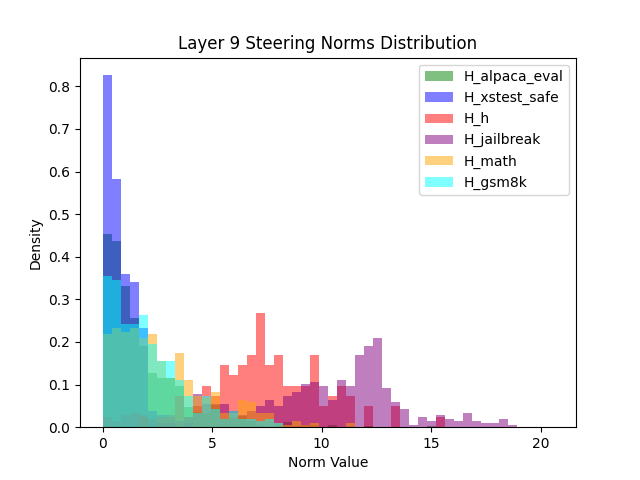 Layer 9 Steering Norms Distribution
H_alpaca_eval
H_xstest_safe
H_h
H_jailbreak
H_math
H_gsm8k
Density
0.8
0.7
0.6
0.5
0.4
0.3
0.2
0.1
0.0
0 5 10 15 20
Norm Value